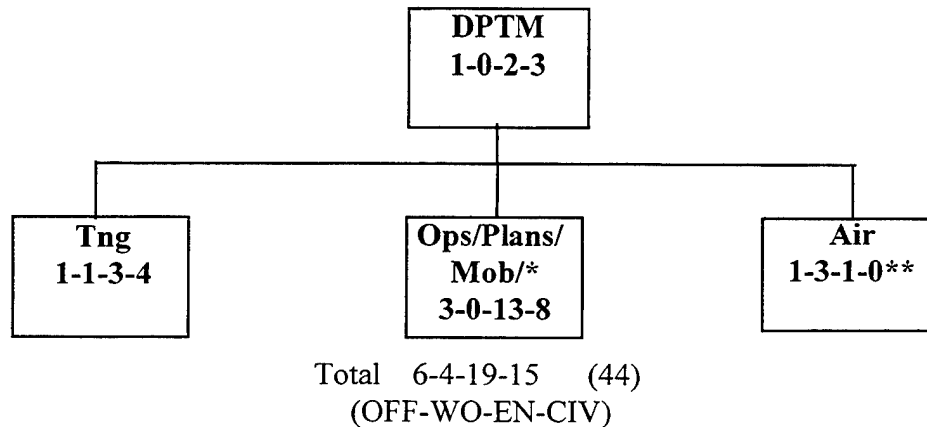 DPTM
1-0-2-3
Tng
1-1-3-4
Ops/Plans/
Mob/*
3-0-13-8
Air
1-3-1-0**
Total 6-4-19-15 (44)
(OFF-WO-EN-CIV)